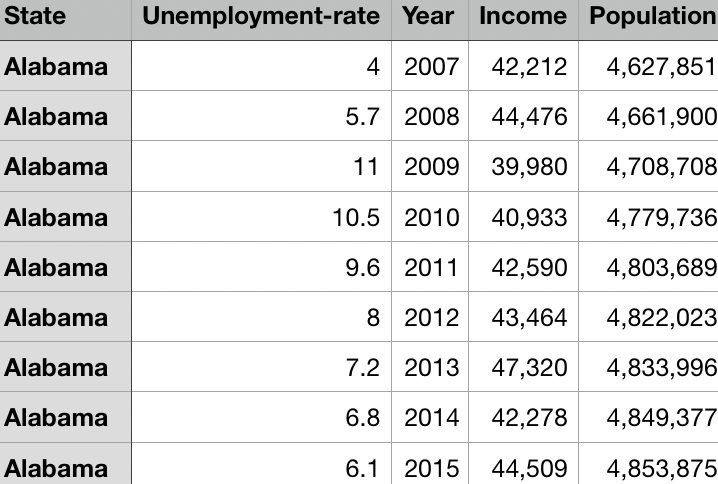 State Unemployment-rate Year Income Population
Alabama 4 2007 42,212 4,627,851
Alabama 5.7 2008 44,476 4,661,900
Alabama 11 2009 39,980 4,708,708
Alabama 10.5 2010 40,933 4,779,736
Alabama 9.6 2011 42,590 4,803,689
Alabama 8 2012 43,464 4,822,023
Alabama 7.2 2013 47,320 4,833,996
Alabama 6.8 2014 42,278 4,849,377
Alabama 6.1 2015 44,509 4,853,875